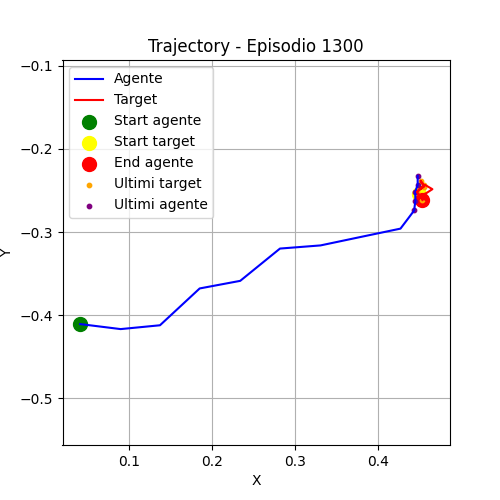 Trajectory - Episodio 1300
−0.1
−0.2
−0.3
−0.4
−0.5
Y
Agente
Target
Start agente
Start target
End agente
Ultimi target
Ultimi agente
0.1
0.2
0.3
0.4
X